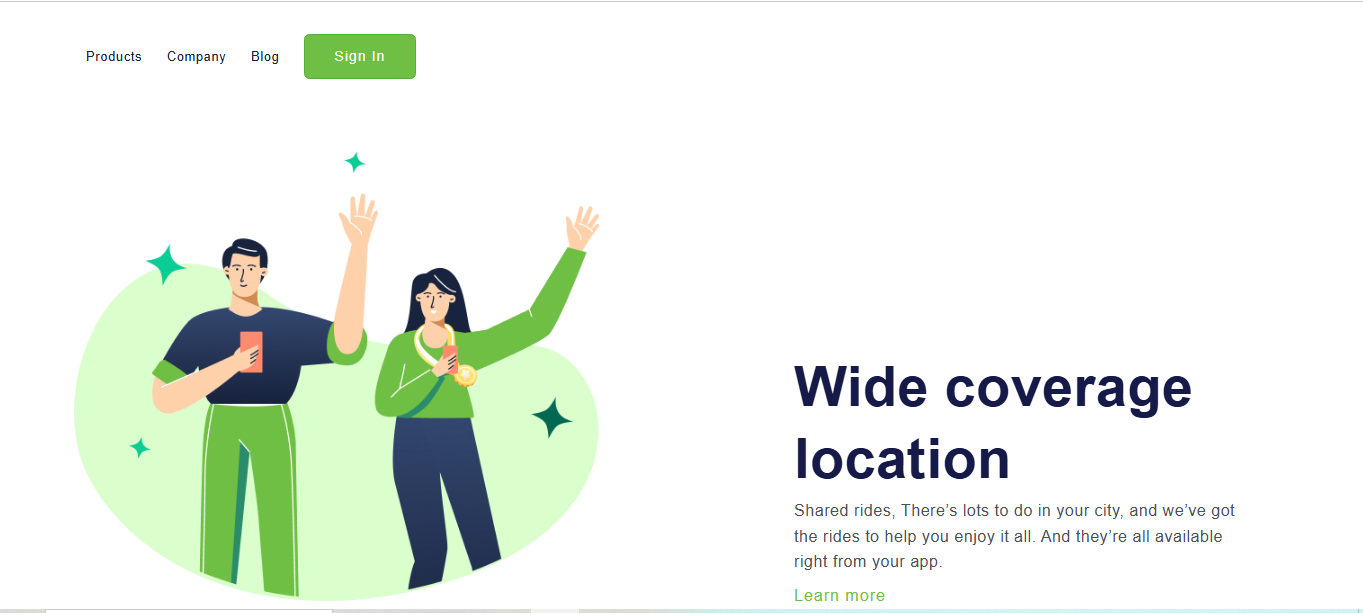 Products Company Blog Sign In
Wide coverage
location
Shared rides, There’s lots to do in your city, and we’ve got
the rides to help you enjoy it all. And they’re all available
right from your app.
Learn more